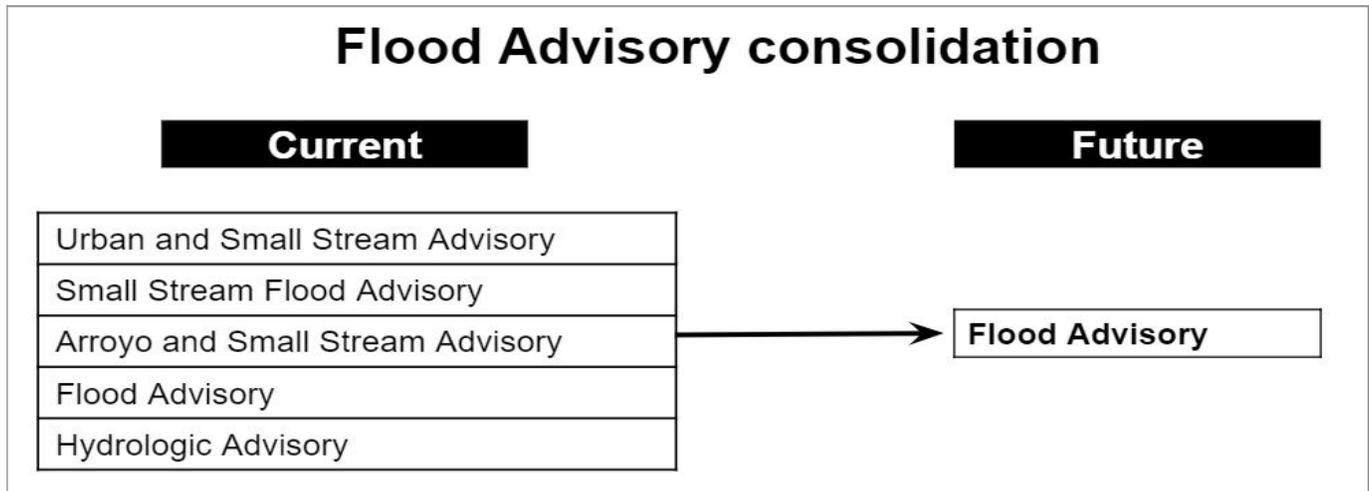 Flood Advisory consolidation
Current
Future
Urban and Small Stream Advisory
Small Stream Flood Advisory
Arroyo and Small Stream Advisory
Flood Advisory
Hydrologic Advisory
Flood Advisory